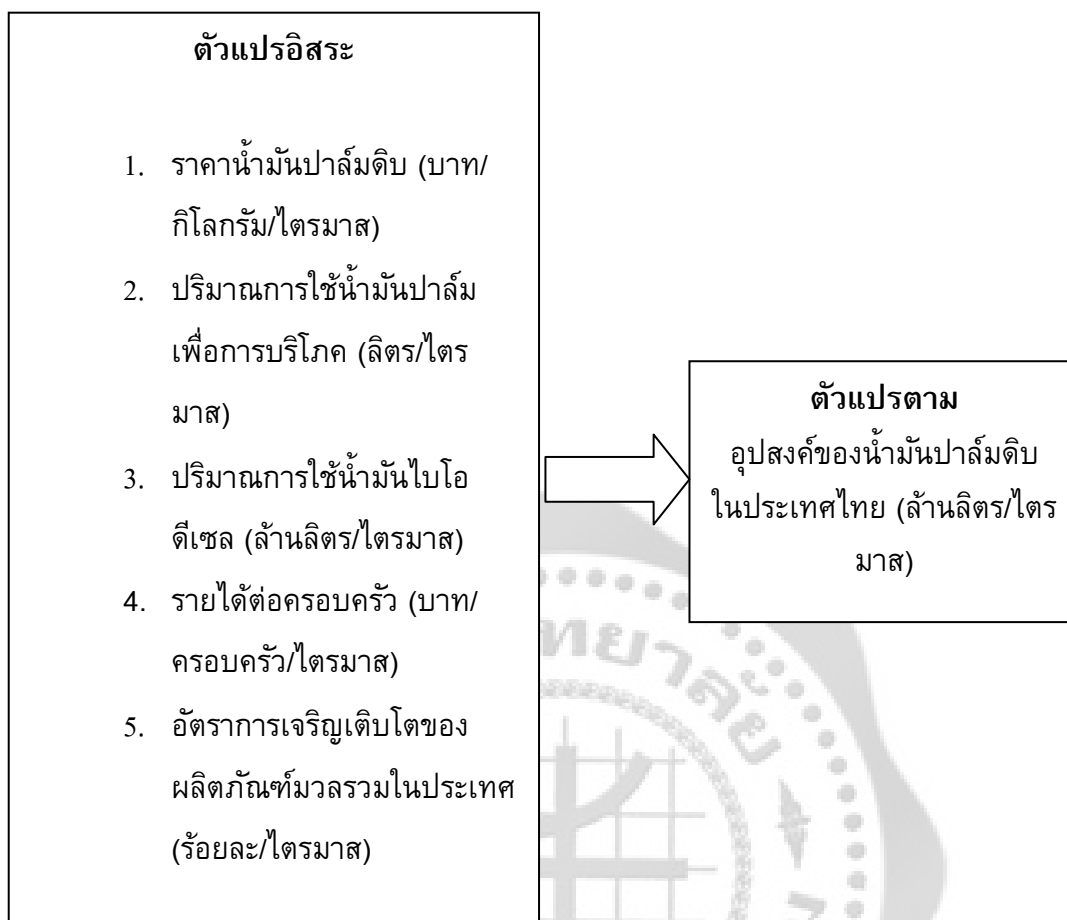 ตัวแปรอิสระ
1. ราคาน้ำมันปาล์มดิบ (บาท/
กิโลกรัม/ไตรมาส)
2. ปริมาณการใช้น้ำมันปาล์ม
เพื่อการบริโภค (ลิตร/ไตร
มาส)
3. ปริมาณการใช้น้ำมันไบโอ
ดีเซล (ล้านลิตร/ไตรมาส)
4. รายได้ต่อครอบครัว (บาท/
ครอบครัว/ไตรมาส)
5. อัตราการเจริญเติบโตของ
ผลิตภัณฑ์มวลรวมในประเทศ
(ร้อยละ/ไตรมาส)
ตัวแปรตาม
อุปสงค์ของน้ำมันปาล์มดิบ
ในประเทศไทย (ล้านลิตร/ไตร
มาส)
ทยาลัย